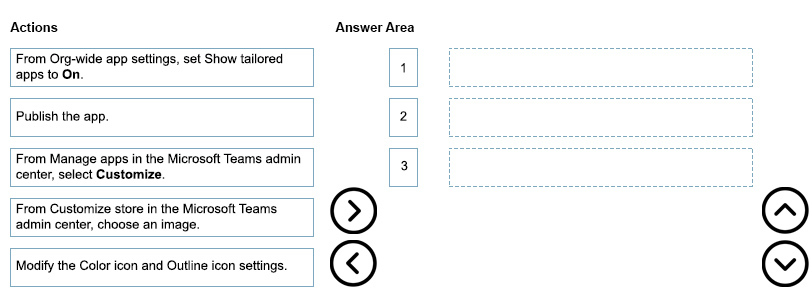 Actions
Answer Area
From Org-wide app settings, set Show tailored
apps to On.
1
Publish the app.
2
From Manage apps in the Microsoft Teams admin
center, select Customize.
3
From Customize store in the Microsoft Teams
admin center, choose an image.
Modify the Color icon and Outline icon settings.